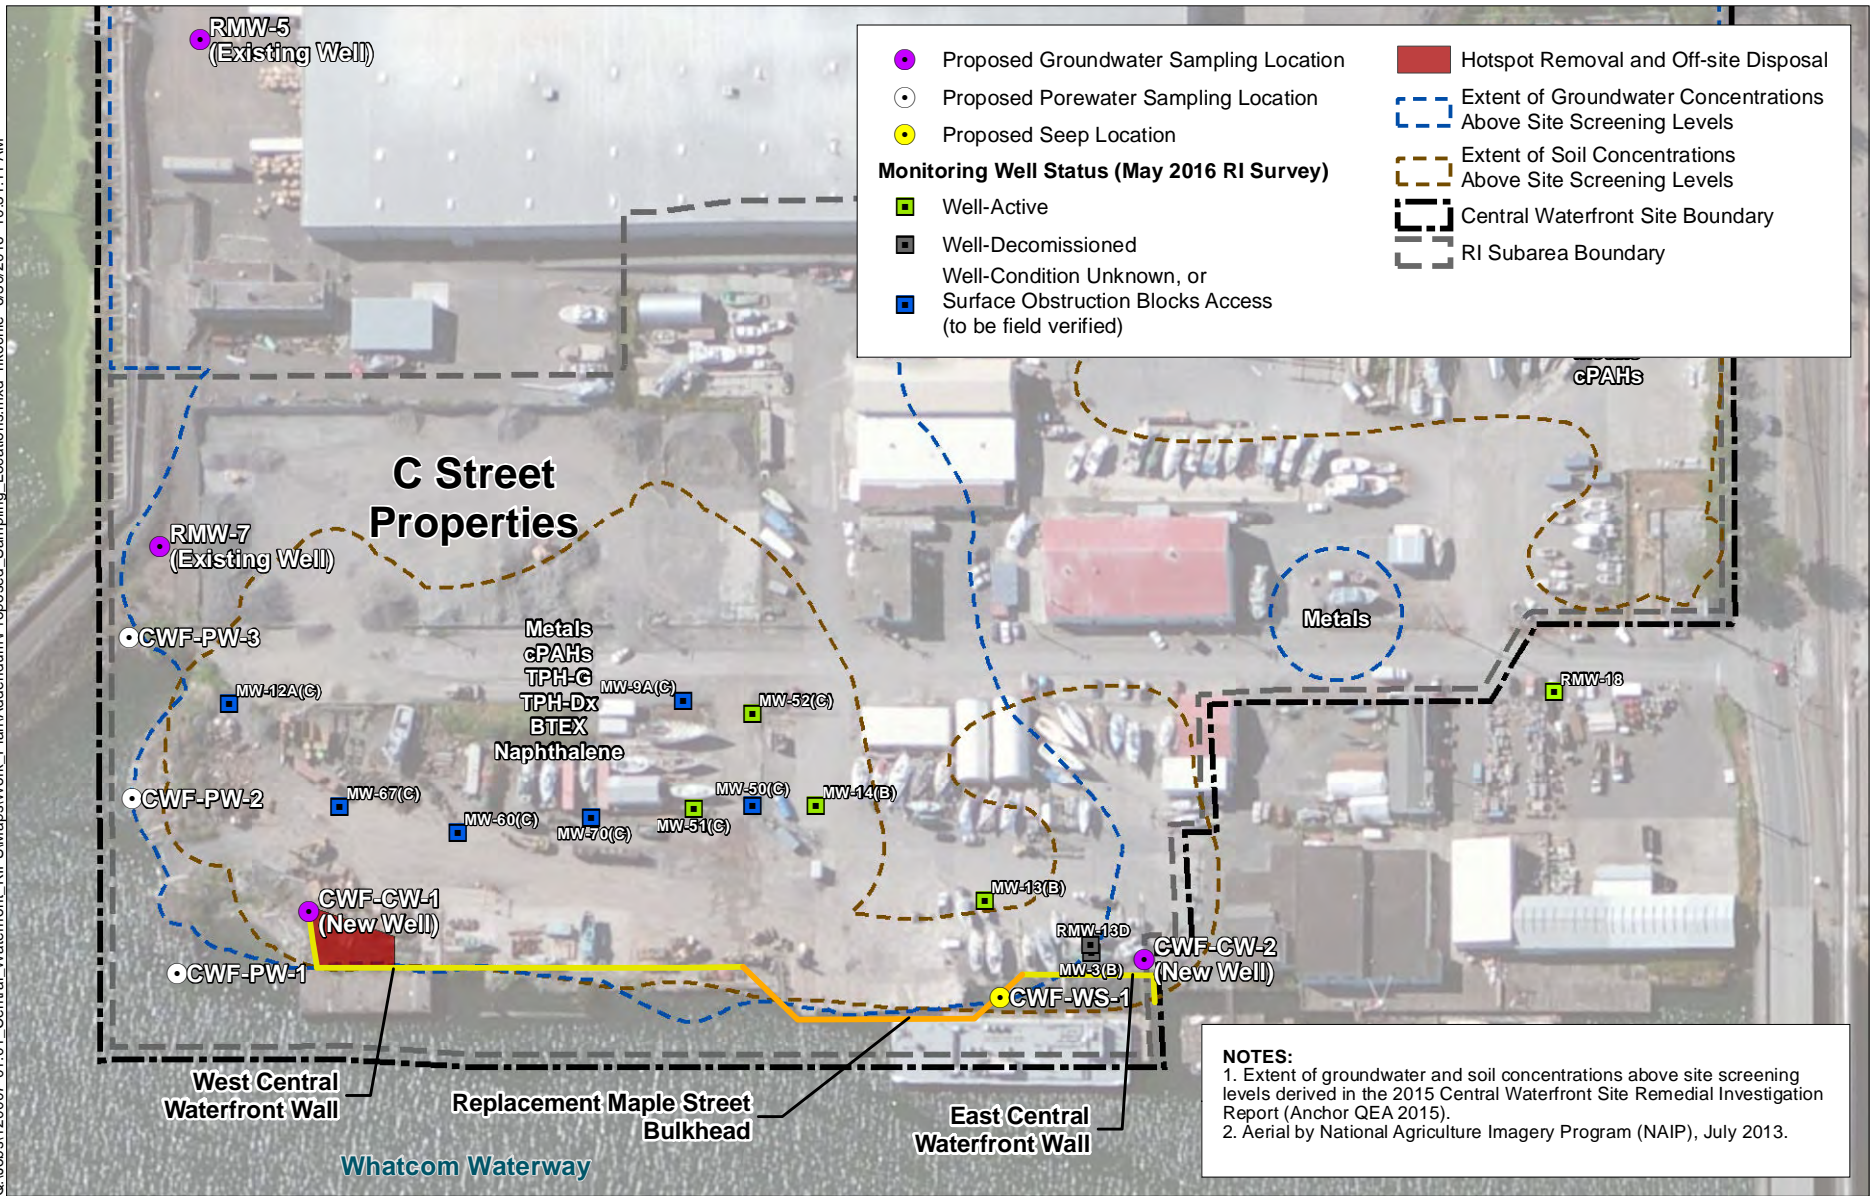 RMW-5
(Existing Well)
Proposed Groundwater Sampling Location
Proposed Porewater Sampling Location
Proposed Seep Location
Monitoring Well Status (May 2016 RI Survey)
Well-Active
Well-Decomissioned
Well-Condition Unknown, or
Surface Obstruction Blocks Access
(to be field verified)
Hotspot Removal and Off-site Disposal
Extent of Groundwater Concentrations
Above Site Screening Levels
Extent of Soil Concentrations
Above Site Screening Levels
Central Waterfront Site Boundary
RI Subarea Boundary
cPAHs
C Street
Properties
RMW-7
(Existing Well)
CWF-PW-3
Metals
cPAHs
TPH-G
TPH-Dx
BTEX
Naphthalene
Metals
MW-12A(C)
MW-9A(C)
MW-52(C)
RMW-18
CWF-PW-2
MW-67(C)
MW-60(C)
MW-70(C)
MW-51(C)
MW-50(C)
MW-14(B)
CWF-CW-1
(New Well)
MW-13(B)
RMW-13D
MW-3(B)
CWF-CW-2
(New Well)
CWF-PW-1
CWF-WS-1
West Central
Waterfront Wall
Replacement Maple Street
Bulkhead
East Central
Waterfront Wall
Whatcom Waterway
NOTES:
1. Extent of groundwater and soil concentrations above site screening
levels derived in the 2015 Central Waterfront Site Remedial Investigation
Report (Anchor QEA 2015).
2. Aerial by National Agriculture Imagery Program (NAIP), July 2013.